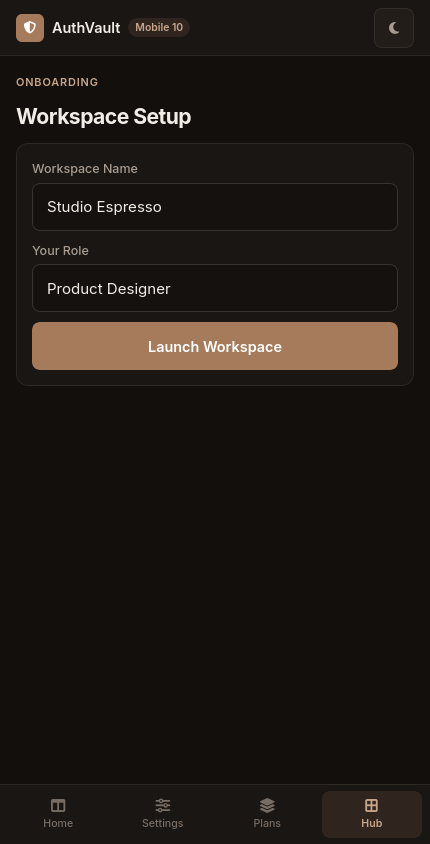 AuthVault Mobile 10
ONBOARDING
Workspace Setup
Workspace Name
Studio Espresso
Your Role
Product Designer
Launch Workspace
Home Settings Plans Hub